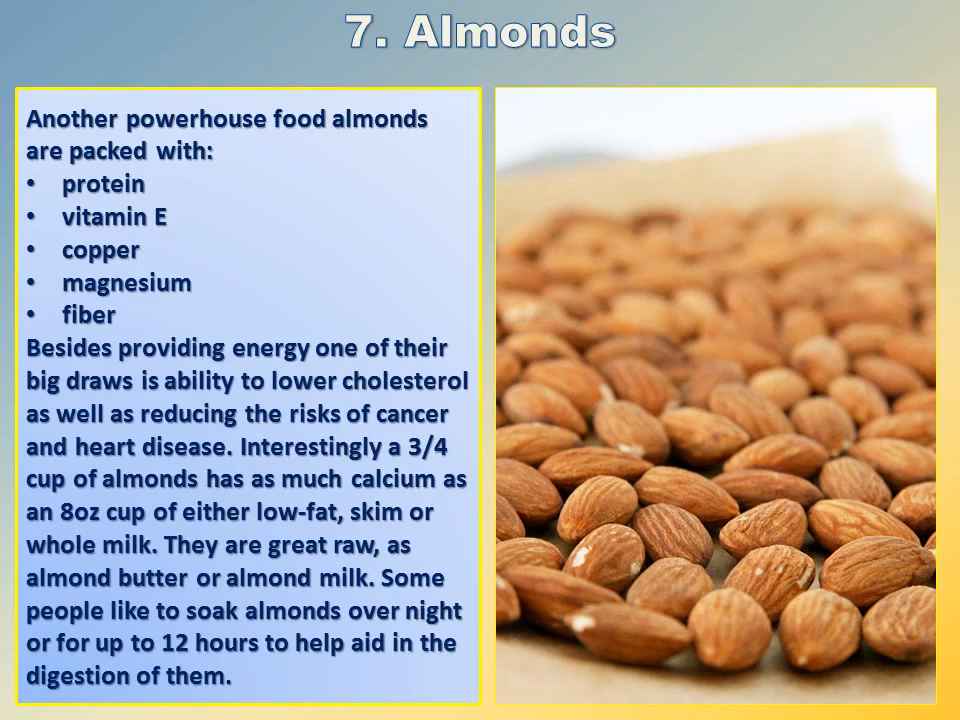 7. Almonds
Another powerhouse food almonds
are packed with:
• protein
• vitamin E
• copper
• magnesium
• fiber
Besides providing energy one of their
big draws is ability to lower cholesterol
as well as reducing the risks of cancer
and heart disease. Interestingly a 3/4
cup of almonds has as much calcium as
an 8oz cup of either low-fat, skim or
whole milk. They are great raw, as
almond butter or almond milk. Some
people like to soak almonds over night
or for up to 12 hours to help aid in the
digestion of them.